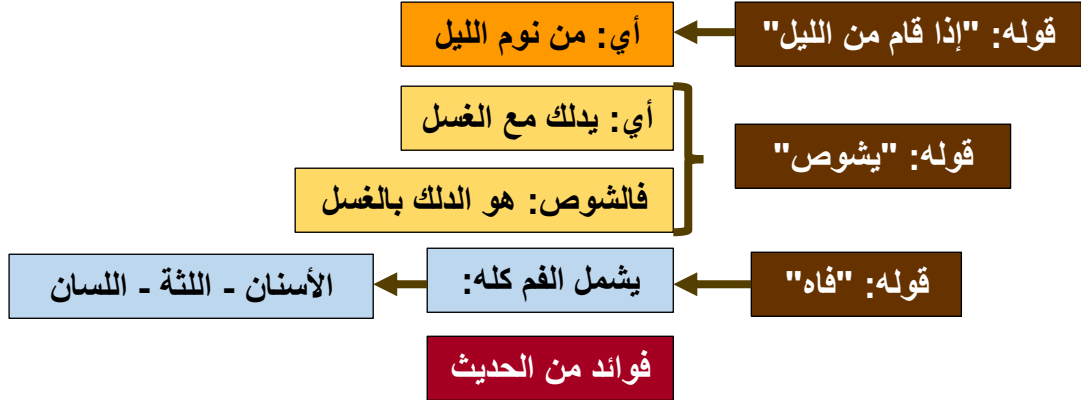 قوله: "إذا قام من الليل"
أي: من نوم الليل
قوله: "يشوص"
أي: يدلك مع الغسل
فالشوص: هو الدلك بالغسل
قوله: "فاه"
يشمل الفم كله:
الأسنان - اللثة - اللسان
فوائد من الحديث